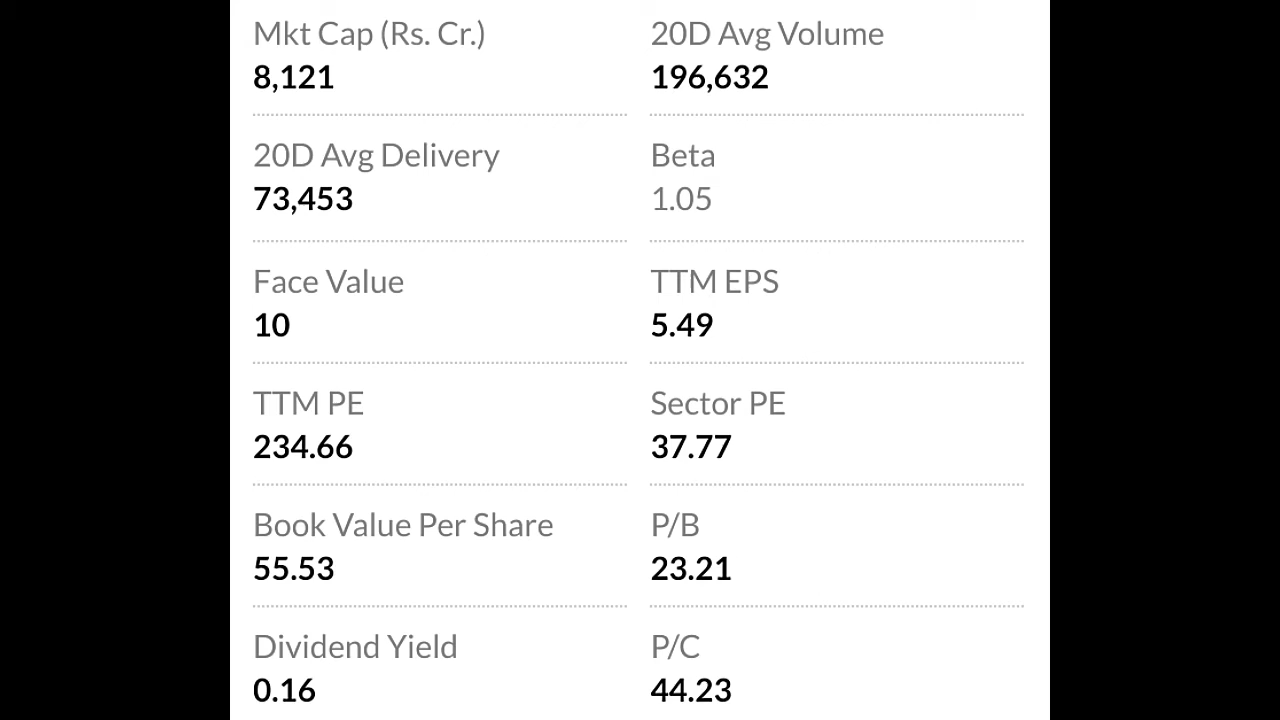 Mkt Cap (Rs. Cr.) 20D Avg Volume
8,121 196,632
20D Avg Delivery Beta
73,453 1.05
Face Value TTM EPS
10 5.49
TTM PE Sector PE
234.66 37.77
Book Value Per Share P/B
55.53 23.21
Dividend Yield P/C
0.16 44.23